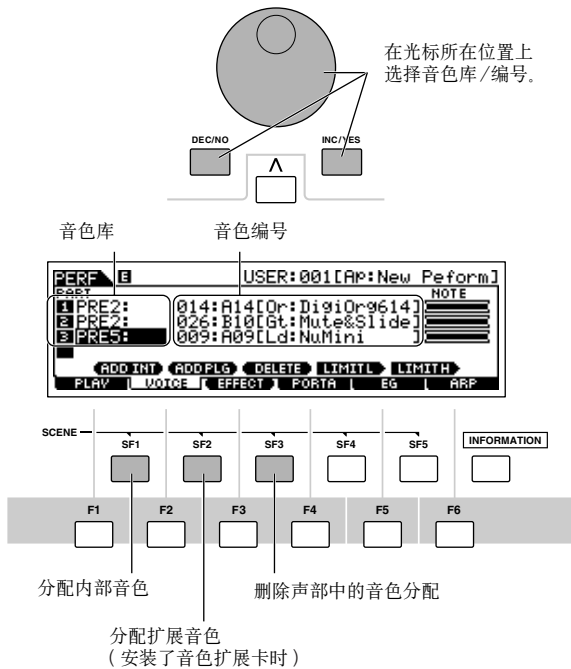 在光标所在位置上
选择音色库/编号。
DEC/NO
INC/YES
∧
音色库
音色编号
PERF E USER:001[AP:New Peform]
PART NOTE
1 PRE2: 014:A14[Or:DigiOrg614]
2 PRE2: 026:B10[Gt:Mute&Slide]
3 PRE5: 009:A09[Ld:NuMini ]
ADD INT ADD PLG DELETE LIMITL LIMITH
PLAY VOICE EFFECT PORTA EG ARP
SCENE
SF1 SF2 SF3 SF4 SF5
INFORMATION
F1 F2 F3 F4 F5 F6
分配内部音色
删除声部中的音色分配
分配扩展音色
(安装了音色扩展卡时)